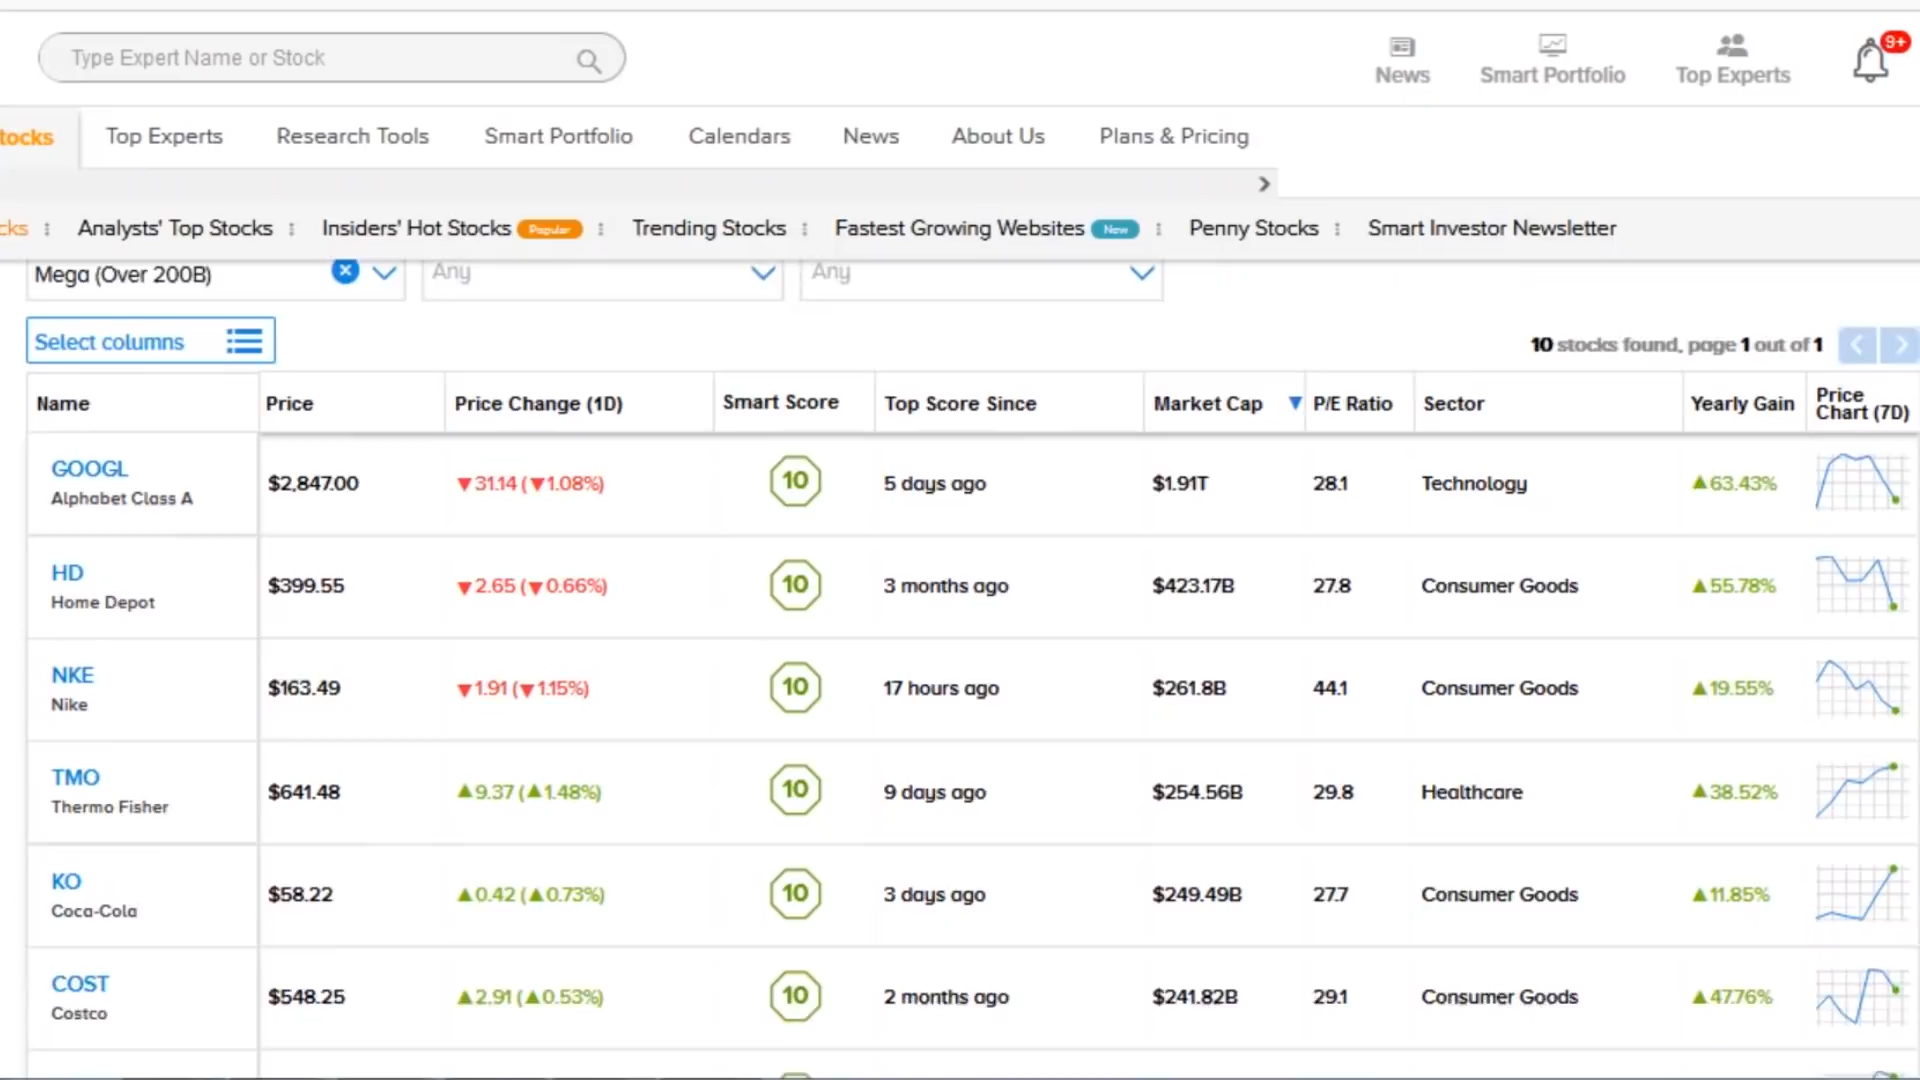 Type Expert Name or Stock
News
Smart Portfolio
Top Experts
9+
tocks
Top Experts
Research Tools
Smart Portfolio
Calendars
News
About Us
Plans & Pricing
cks
Analysts' Top Stocks
Insiders' Hot Stocks Popular
Trending Stocks
Fastest Growing Websites New
Penny Stocks
Smart Investor Newsletter
Mega (Over 200B)
Any
Any
Select columns
10 stocks found, page 1 out of 1
Name Price Price Change (1D) Smart Score Top Score Since Market Cap ▼ P/E Ratio Sector Yearly Gain Price Chart (7D)
GOOGL
Alphabet Class A
$2,847.00 ▼31.14 (▼1.08%) 10 5 days ago $1.91T 28.1 Technology ▲63.43%
HD
Home Depot
$399.55 ▼2.65 (▼0.66%) 10 3 months ago $423.17B 27.8 Consumer Goods ▲55.78%
NKE
Nike
$163.49 ▼1.91 (▼1.15%) 10 17 hours ago $261.8B 44.1 Consumer Goods ▲19.55%
TMO
Thermo Fisher
$641.48 ▲9.37 (▲1.48%) 10 9 days ago $254.56B 29.8 Healthcare ▲38.52%
KO
Coca-Cola
$58.22 ▲0.42 (▲0.73%) 10 3 days ago $249.49B 27.7 Consumer Goods ▲11.85%
COST
Costco
$548.25 ▲2.91 (▲0.53%) 10 2 months ago $241.82B 29.1 Consumer Goods ▲47.76%